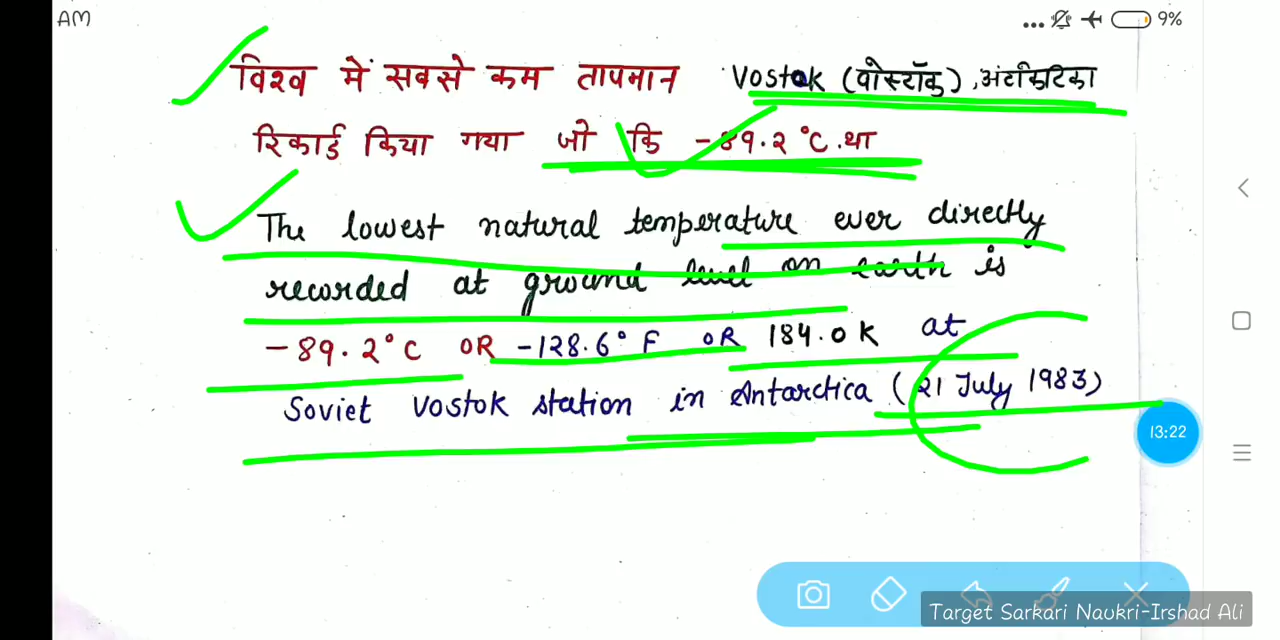 AM
... 9%
विश्व में सबसे कम तापमान Vostok (वोस्टॉक), अंटार्कटिका
रिकार्ड किया गया जो कि -89.2°C. था
The lowest natural temperature ever directly
recorded at ground level on earth is
-89.2°C OR -128.6°F OR 184.0K at
Soviet Vostok station in Antarctica (21 July 1983)
13:22
Target Sarkari Naukri-Irshad Ali